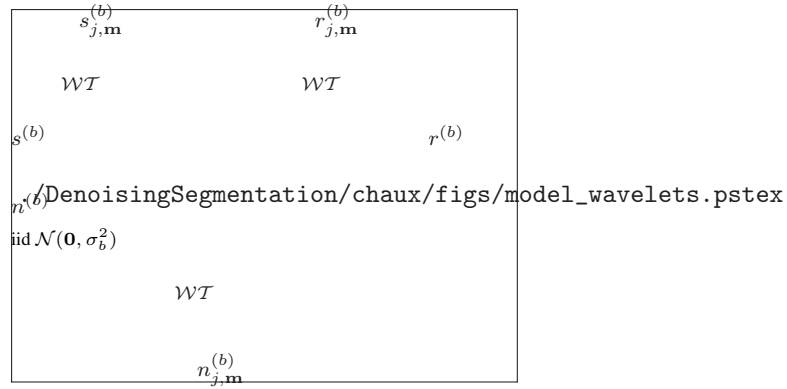 s_{j,𝐦}^{(b)} r_{j,𝐦}^{(b)}
𝒲𝒯 𝒲𝒯
s^{(b)} r^{(b)}
./DenoisingSegmentation/chaux/figs/model_wavelets.pstex
n^{(b)}
iid 𝒩(𝟎, σ_b^2)
𝒲𝒯
n_{j,𝐦}^{(b)}